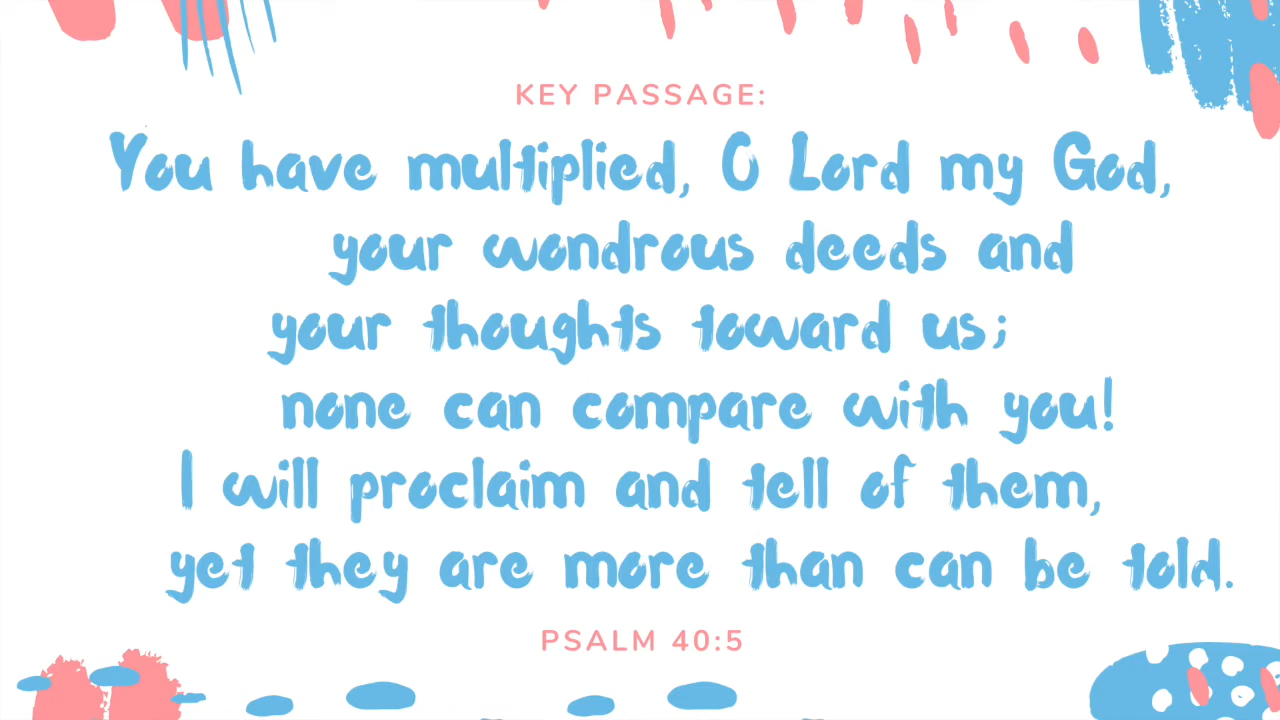 KEY PASSAGE:
You have multiplied, O Lord my God,
your wondrous deeds and
your thoughts toward us;
none can compare with you!
I will proclaim and tell of them,
yet they are more than can be told.
PSALM 40:5